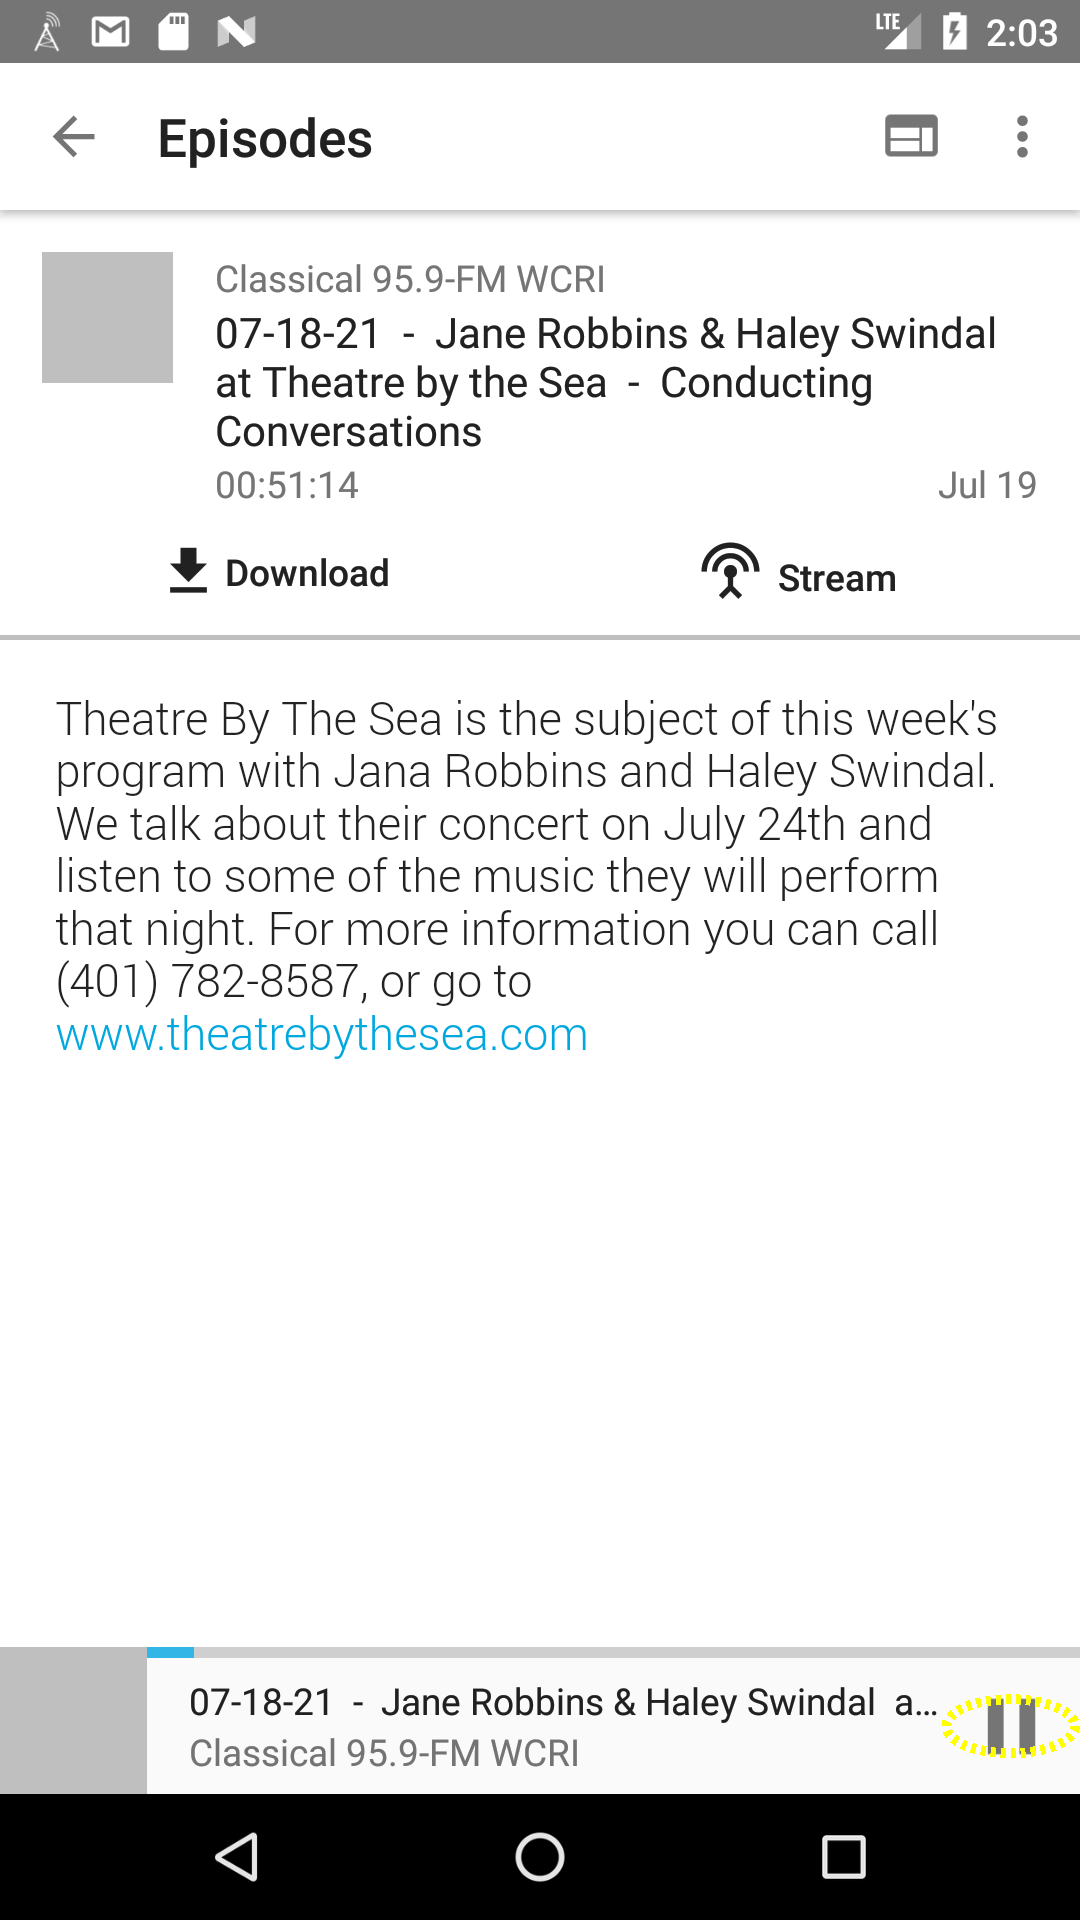 LTE 2:03
Episodes
Classical 95.9-FM WCRI
07-18-21 - Jane Robbins & Haley Swindal
at Theatre by the Sea - Conducting
Conversations
00:51:14 Jul 19
Download Stream
Theatre By The Sea is the subject of this week's
program with Jana Robbins and Haley Swindal.
We talk about their concert on July 24th and
listen to some of the music they will perform
that night. For more information you can call
(401) 782-8587, or go to
www.theatrebythesea.com
07-18-21 - Jane Robbins & Haley Swindal a...
Classical 95.9-FM WCRI